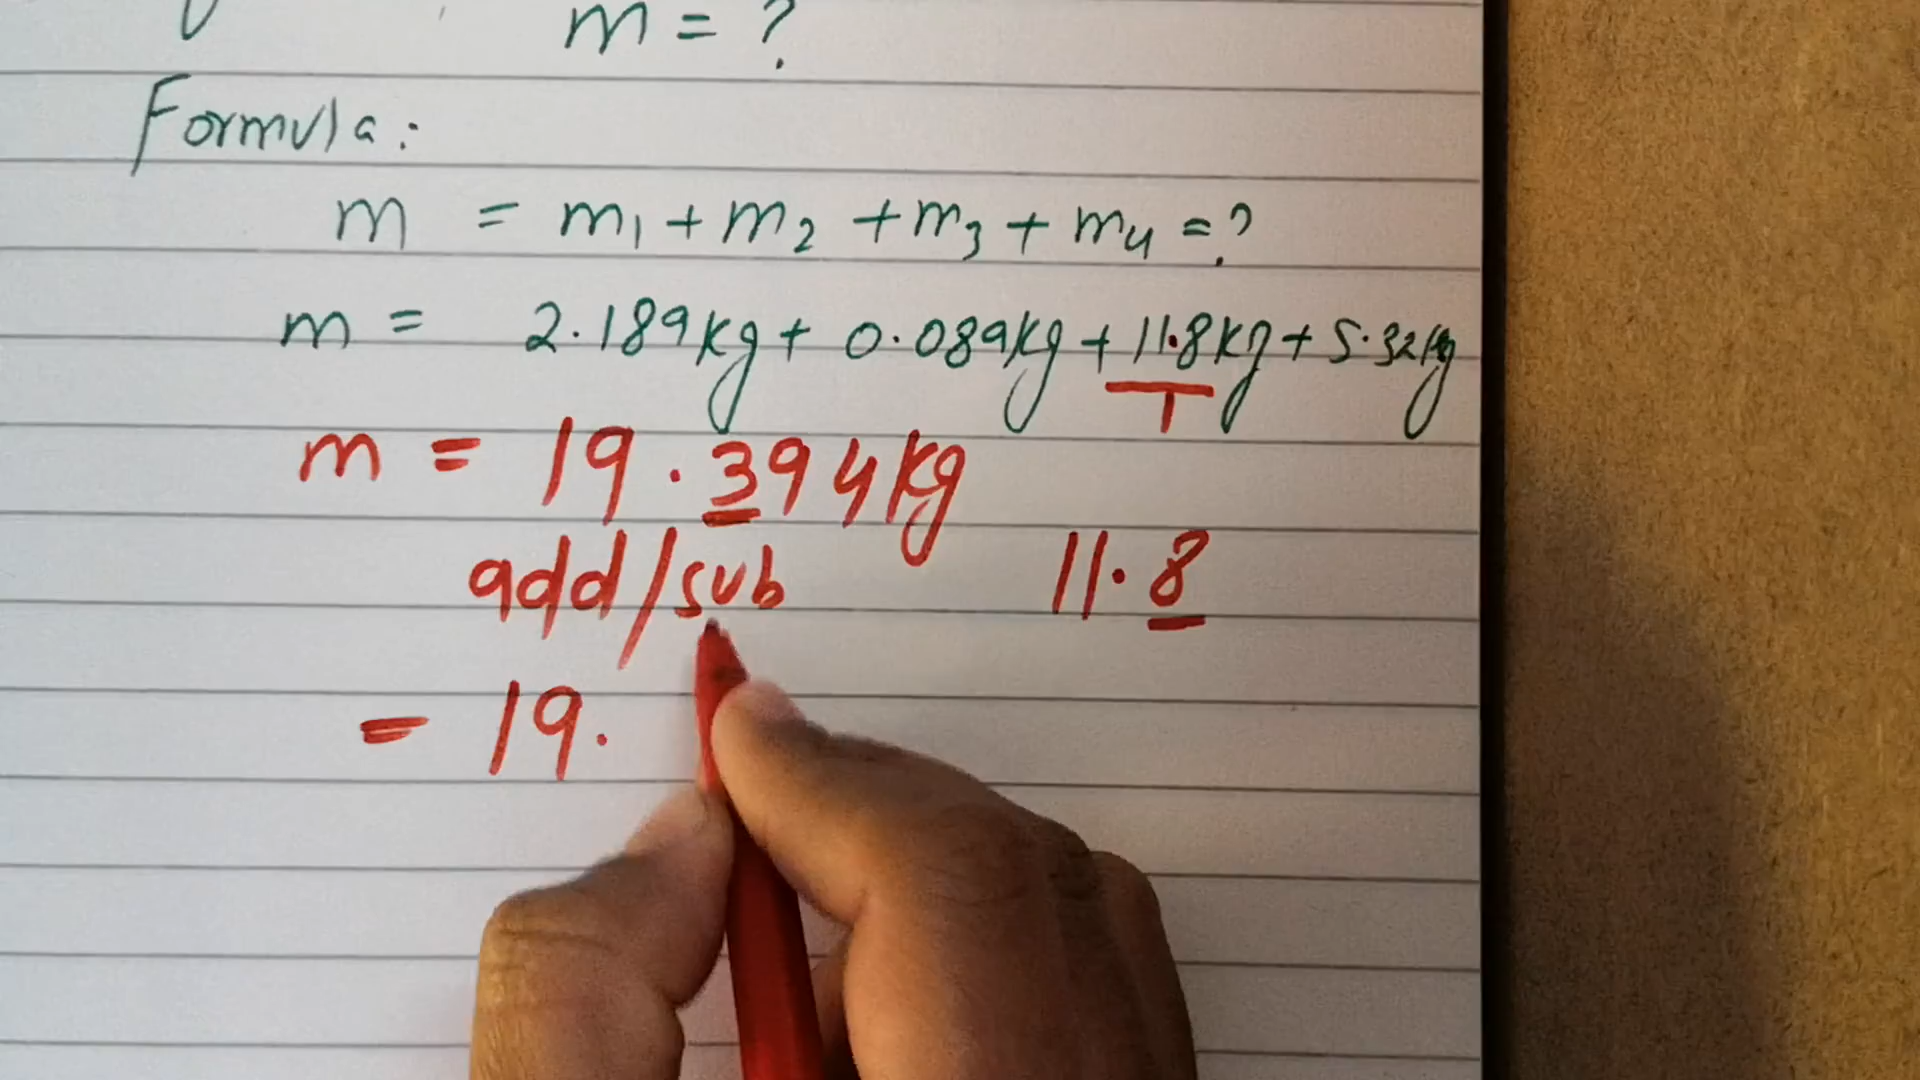 m = ?
Formula:
m = m₁ + m₂ + m₃ + m₄ = ?
m = 2.189kg + 0.089kg + 11.8kg + 5.32kg
m = 19.394kg
add/sub 11.8
= 19.